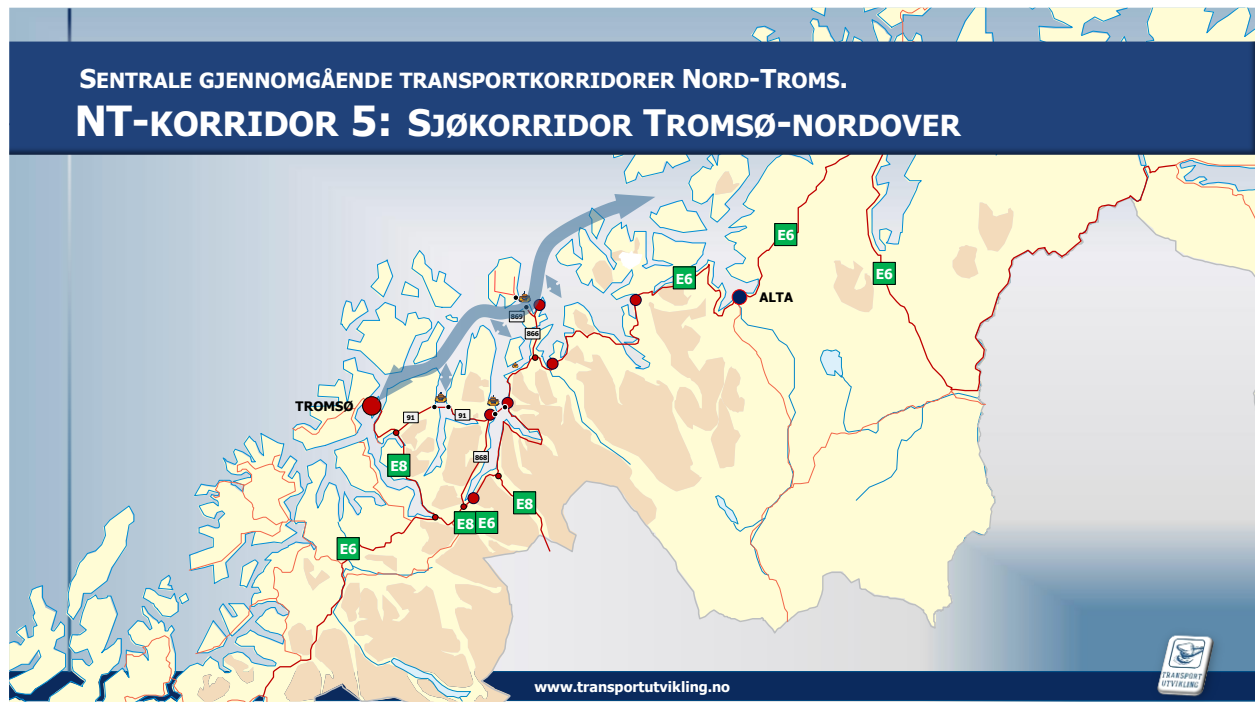 SENTRALE GJENNOMGÅENDE TRANSPORTKORRIDORER NORD-TROMS.
NT-KORRIDOR 5: SJØKORRIDOR TROMSØ-NORDOVER
E6
E6
E6
ALTA
869
866
TROMSØ
91
91
868
E8
E8
E8 E6
E6
www.transportutvikling.no
TRANSPORT
UTVIKLING